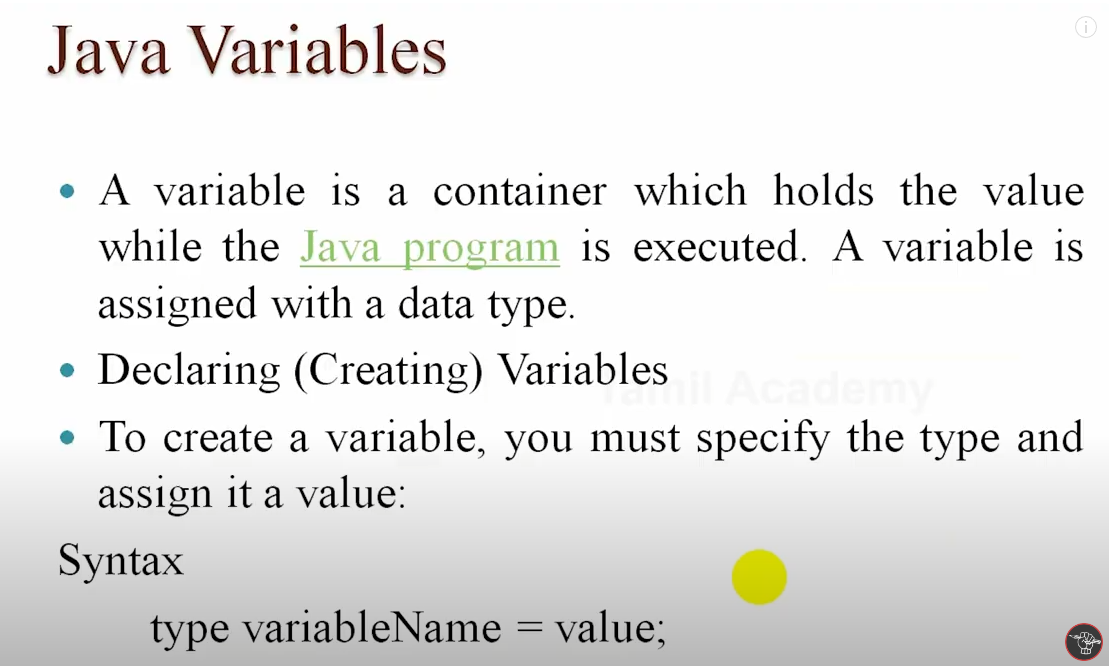 Java Variables
A variable is a container which holds the value
while the Java program is executed. A variable is
assigned with a data type.
Declaring (Creating) Variables
Tamil Academy
To create a variable, you must specify the type and
assign it a value:
Syntax
type variableName = value;